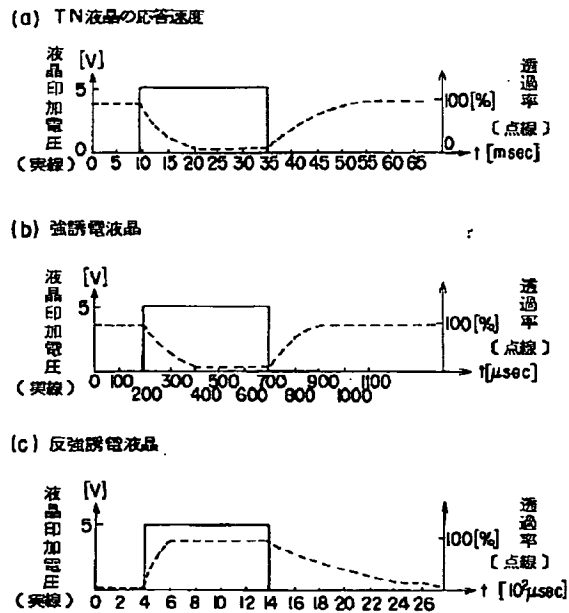 (a) TN液晶の応答速度
液晶印加電圧
(実線)
[V]
5
0
0 5 10 15 20 25 30 35 40 45 50 55 60 65
t [msec]
100[%]
0
透過率
(点線)
(b) 強誘電液晶
液晶印加電圧
(実線)
[V]
5
0 100 200 300 400 500 600 700 800 900 1000 1100
t[μsec]
100[%]
透過率
(点線)
(c) 反強誘電液晶
液晶印加電圧
(実線)
[V]
5
0 2 4 6 8 10 12 14 16 18 20 22 24 26
t [10²μsec]
100[%]
透過率
(点線)